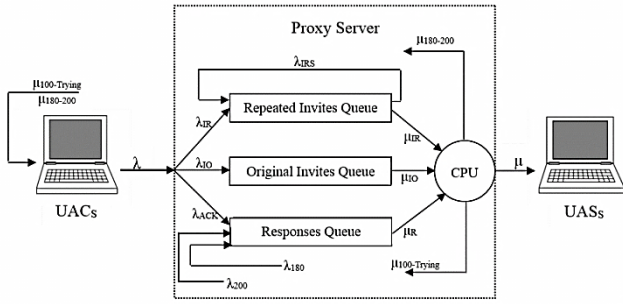 Proxy Server
μ180-200
λIRS
μ100-Trying
μ180-200
Repeated Invites Queue
λIR
μIR
λ
λIO
Original Invites Queue
μIO
CPU
μ
UACs
UASs
λACK
Responses Queue
μR
λ180
μ100-Trying
λ200